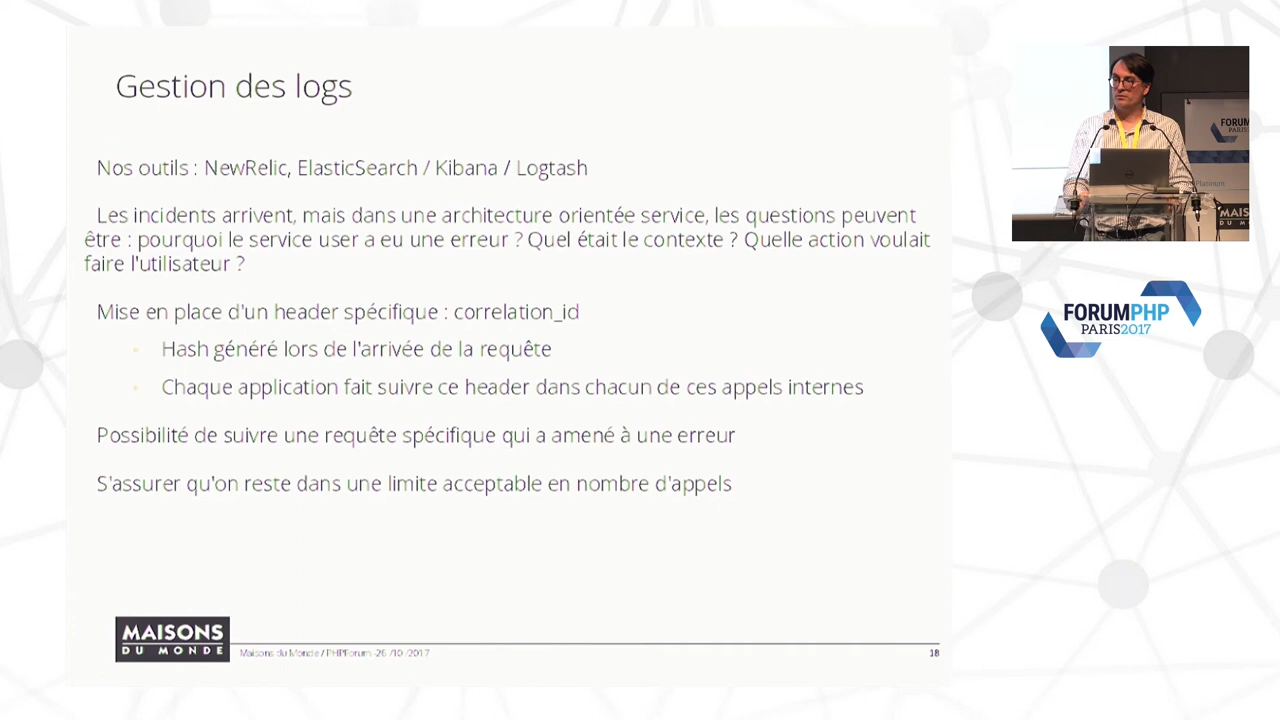 Gestion des logs
Nos outils : NewRelic, ElasticSearch / Kibana / Logtash
Les incidents arrivent, mais dans une architecture orientée service, les questions peuvent
être : pourquoi le service user a eu une erreur ? Quel était le contexte ? Quelle action voulait
faire l'utilisateur ?
Mise en place d'un header spécifique : correlation_id
Hash généré lors de l'arrivée de la requête
Chaque application fait suivre ce header dans chacun de ces appels internes
Possibilité de suivre une requête spécifique qui a amené à une erreur
S'assurer qu'on reste dans une limite acceptable en nombre d'appels
MAISONS
DU MONDE
Maisons du Monde / PHPForum -26 /10 /2017
18
FORUM
PARIS
Platinum
MAIS
DU M
FORUMPHP
PARIS2017